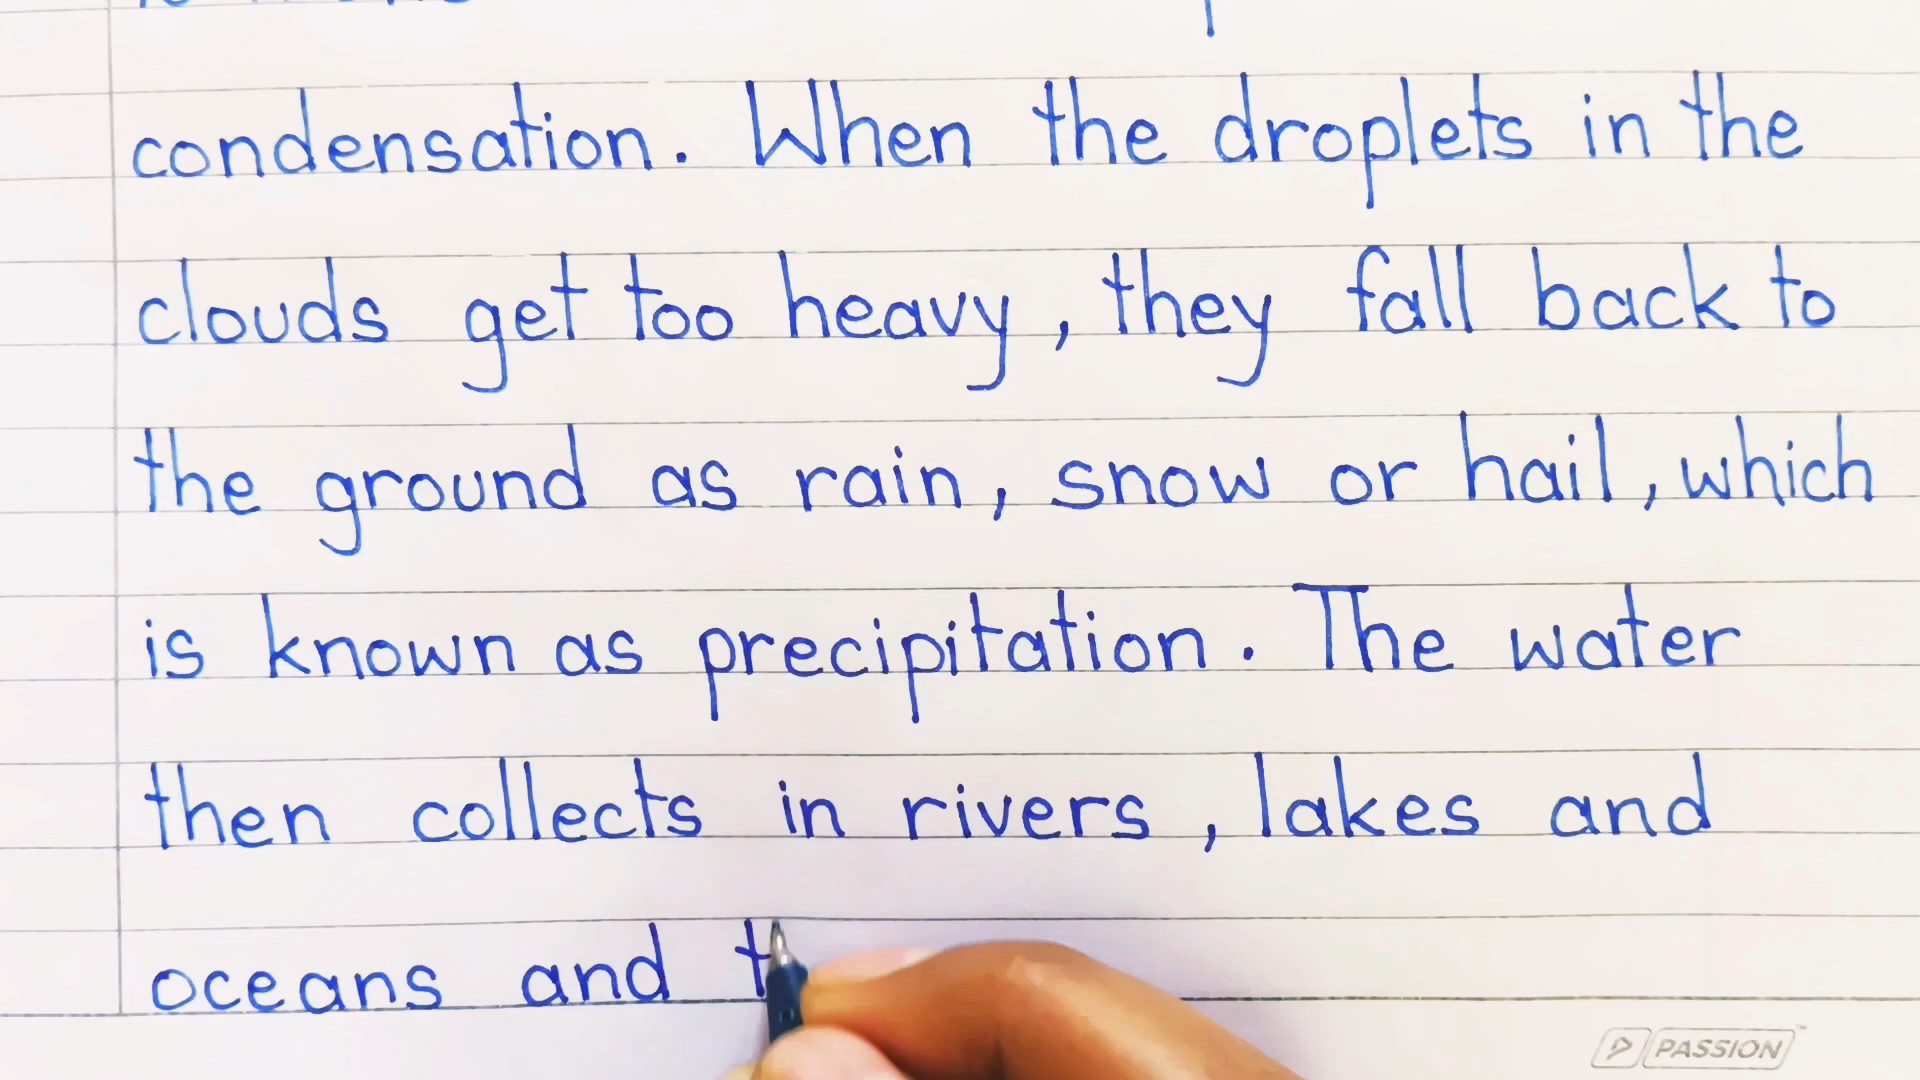 condensation. When the droplets in the
clouds get too heavy, they fall back to
the ground as rain, snow or hail, which
is known as precipitation. The water
then collects in rivers, lakes and
oceans and t
PASSION